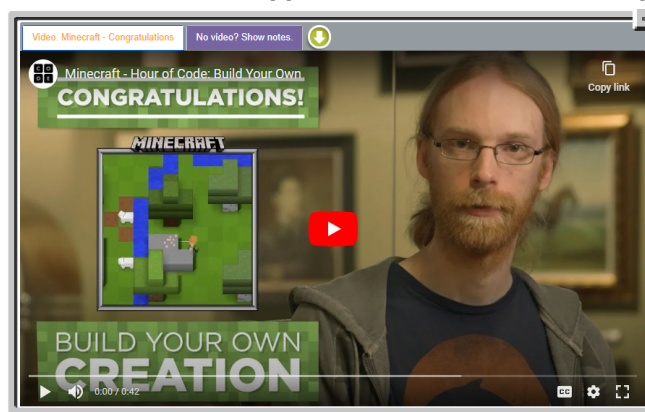 Video. Minecraft - Congratulations
No video? Show notes.
CODE
Minecraft - Hour of Code: Build Your Own
Copy link
CONGRATULATIONS!
MINECRAFT
BUILD YOUR OWN
CREATION
0:00 / 0:42
CC